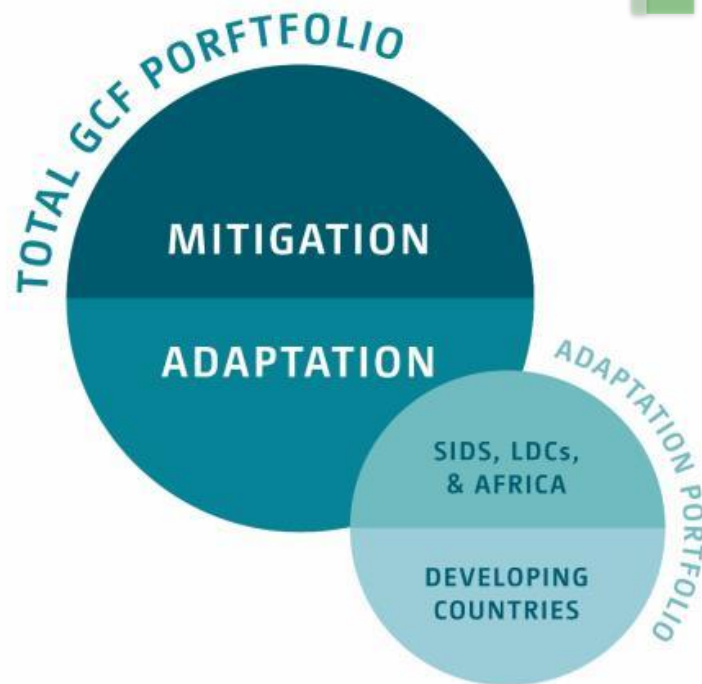 TOTAL GCF PORFTFOLIO
MITIGATION
ADAPTATION
ADAPTATION PORTFOLIO
SIDS, LDCs,
& AFRICA
DEVELOPING
COUNTRIES